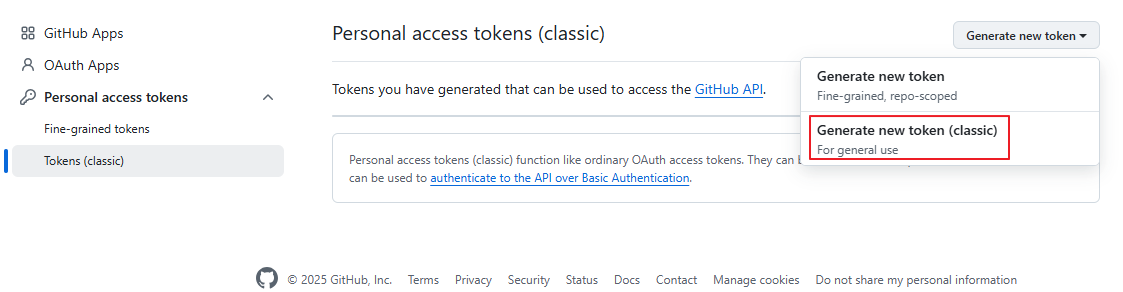 GitHub Apps
OAuth Apps
Personal access tokens
Fine-grained tokens
Tokens (classic)
Personal access tokens (classic)
Generate new token
Generate new token
Fine-grained, repo-scoped
Generate new token (classic)
For general use
Tokens you have generated that can be used to access the GitHub API.
Personal access tokens (classic) function like ordinary OAuth access tokens. They can
can be used to authenticate to the API over Basic Authentication.
© 2025 GitHub, Inc. Terms Privacy Security Status Docs Contact Manage cookies Do not share my personal information